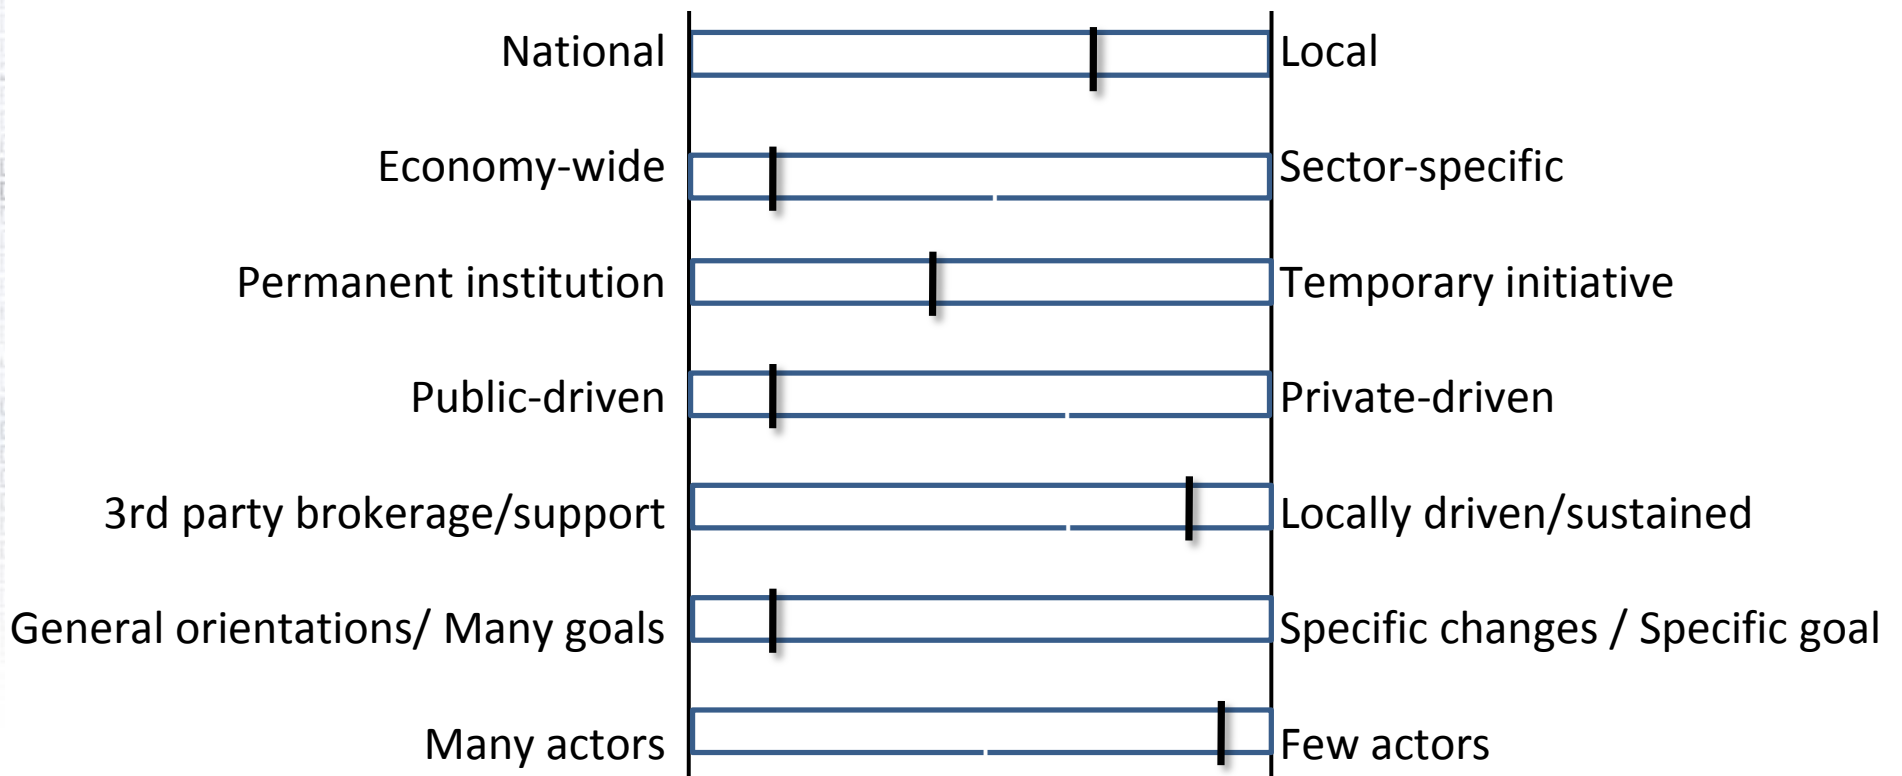 National
Local
Economy-wide
Sector-specific
Permanent institution
Temporary initiative
Public-driven
Private-driven
3rd party brokerage/support
Locally driven/sustained
General orientations/ Many goals
Specific changes / Specific goal
Many actors
Few actors